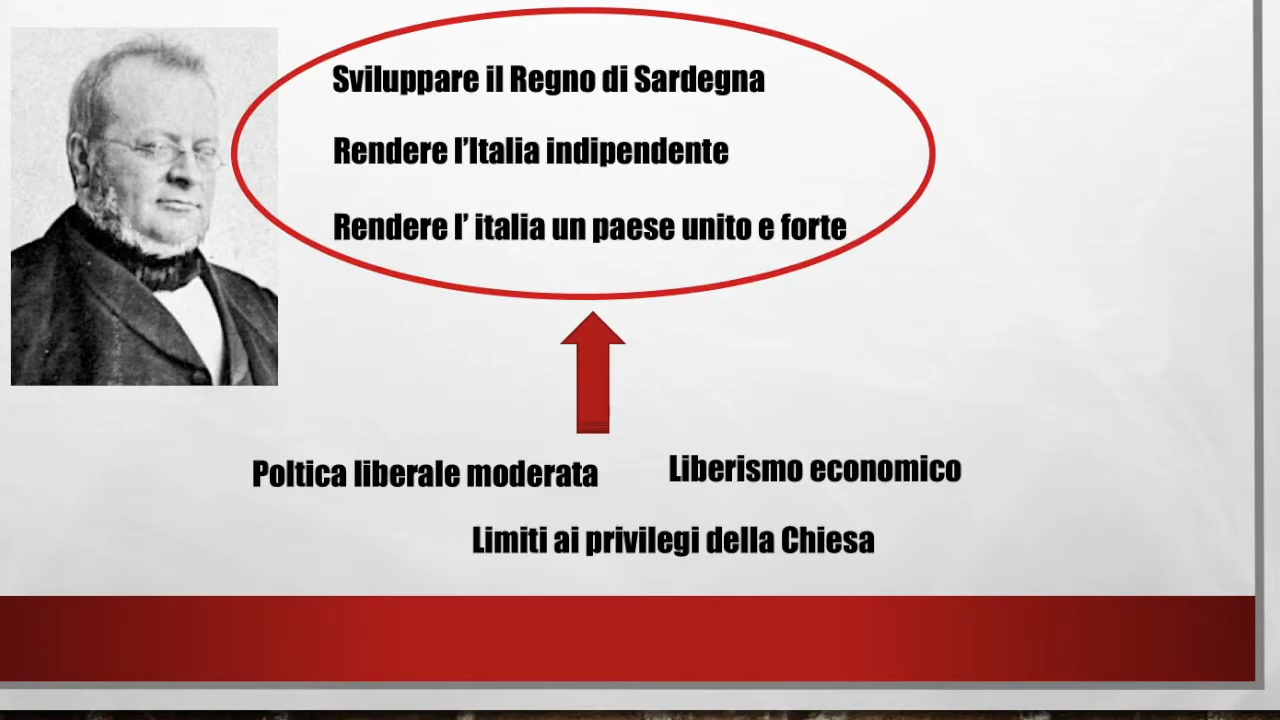 Sviluppare il Regno di Sardegna
Rendere l’Italia indipendente
Rendere l’ italia un paese unito e forte
Poltica liberale moderata
Liberismo economico
Limiti ai privilegi della Chiesa